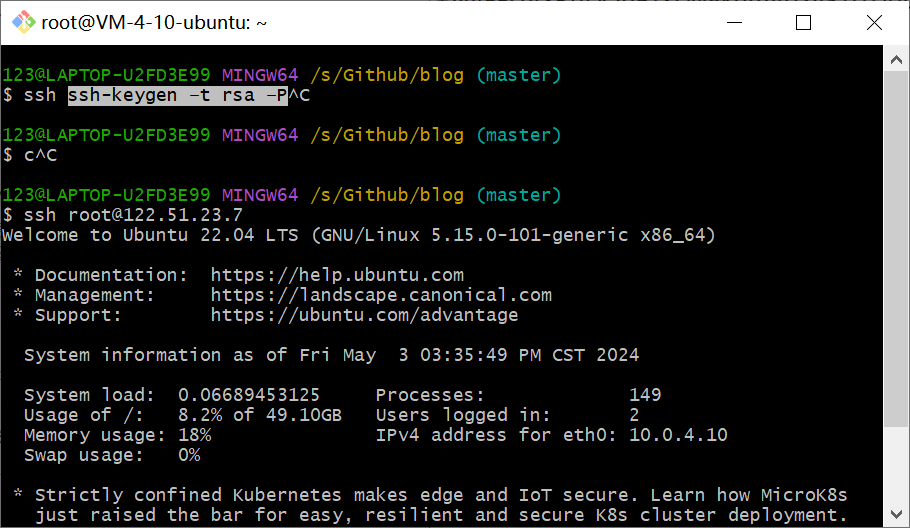 root@VM-4-10-ubuntu: ~
123@LAPTOP-U2FD3E99 MINGW64 /s/Github/blog (master)
$ ssh ssh-keygen -t rsa -P^C
123@LAPTOP-U2FD3E99 MINGW64 /s/Github/blog (master)
$ c^C
123@LAPTOP-U2FD3E99 MINGW64 /s/Github/blog (master)
$ ssh root@122.51.23.7
Welcome to Ubuntu 22.04 LTS (GNU/Linux 5.15.0-101-generic x86_64)
* Documentation:  https://help.ubuntu.com
* Management:     https://landscape.canonical.com
* Support:        https://ubuntu.com/advantage
System information as of Fri May  3 03:35:49 PM CST 2024
System load:  0.06689453125     Processes:             149
Usage of /:   8.2% of 49.10GB   Users logged in:       2
Memory usage: 18%               IPv4 address for eth0: 10.0.4.10
Swap usage:   0%
* Strictly confined Kubernetes makes edge and IoT secure. Learn how MicroK8s
just raised the bar for easy, resilient and secure K8s cluster deployment.